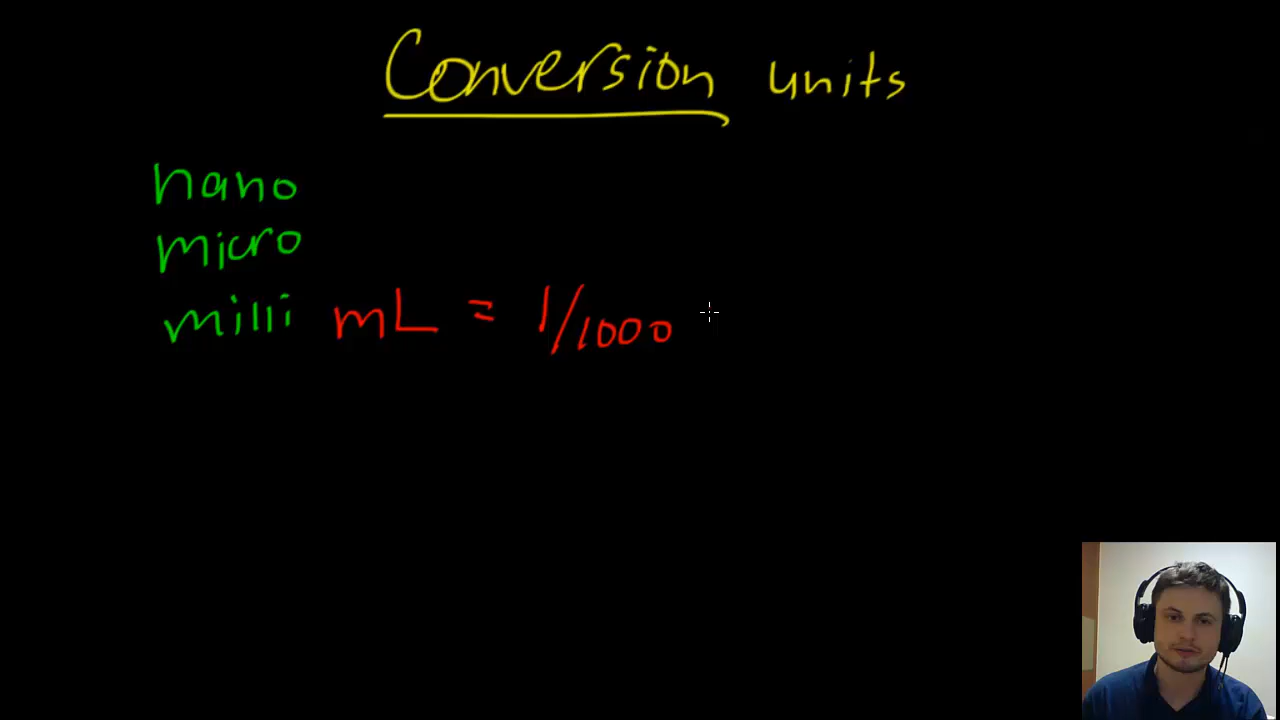 Conversion units
nano
micro
milli mL = 1/1000